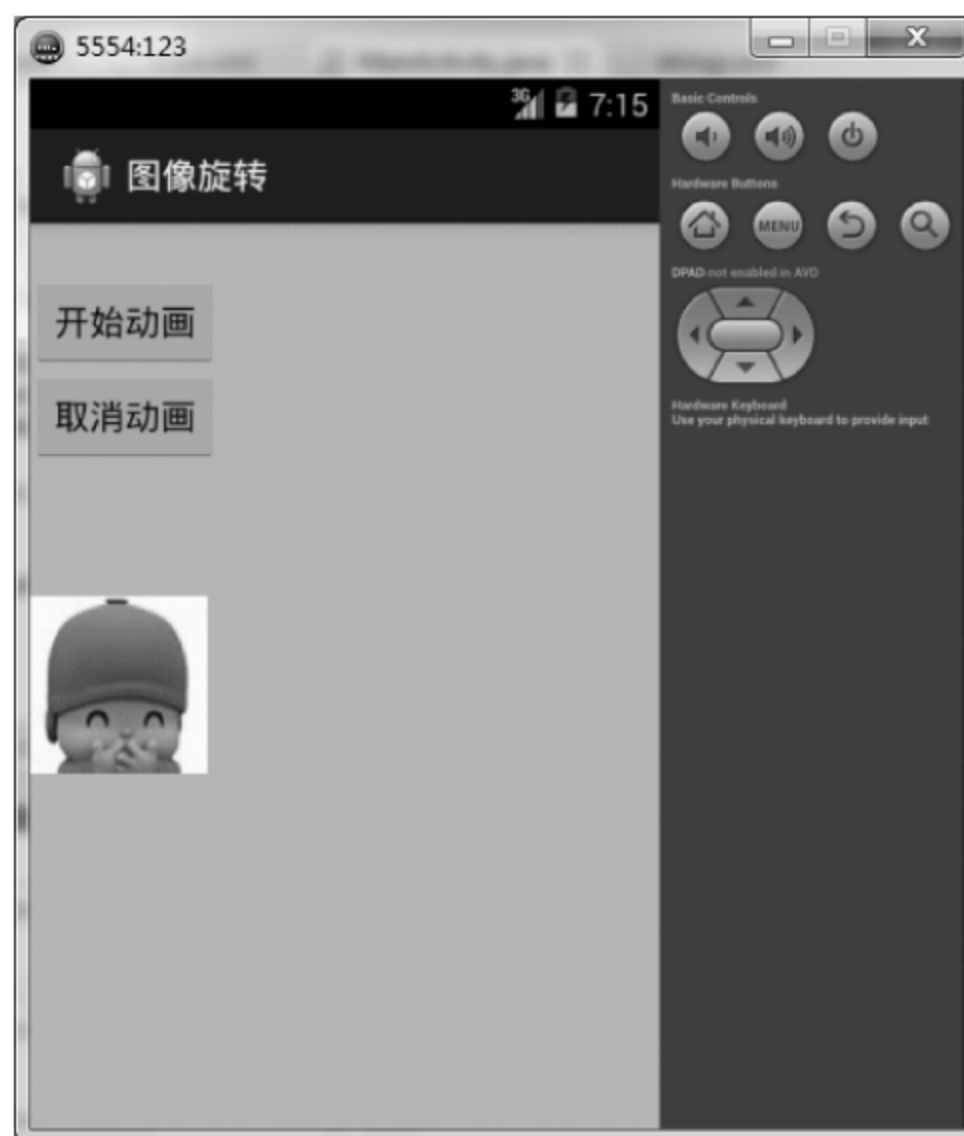 5554:123
3G 7:15
图像旋转
开始动画
取消动画
Basic Controls
Hardware Buttons
MENU
DPAD not enabled in AVD
Hardware Keyboard
Use your physical keyboard to provide input